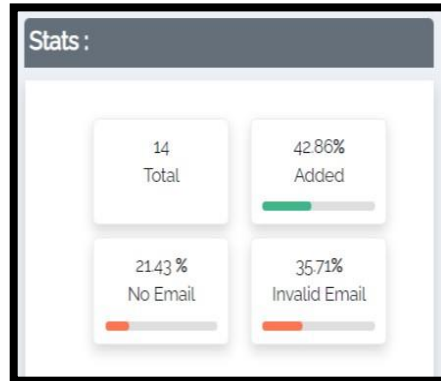 Stats :
14
Total
42.86%
Added
21.43 %
No Email
35.71%
Invalid Email